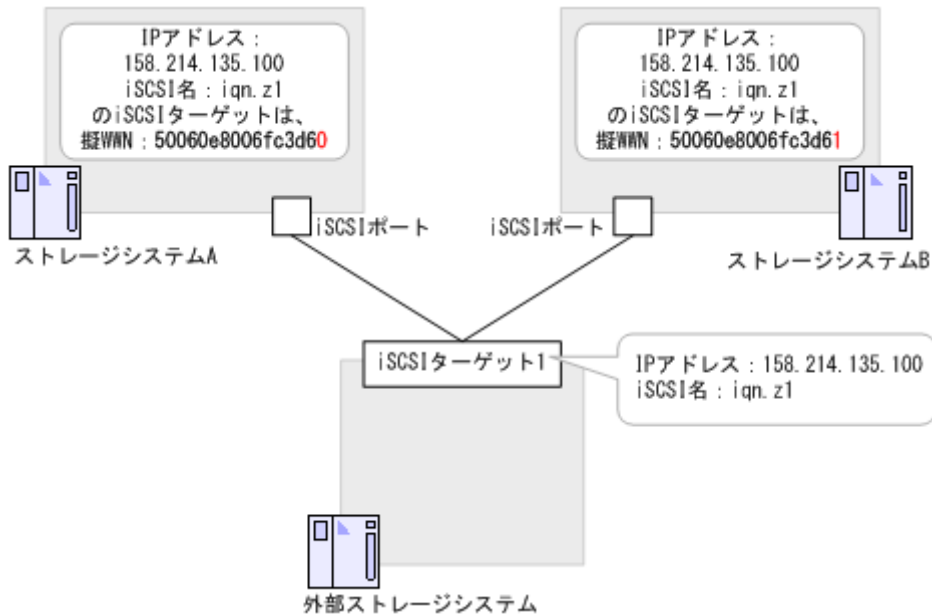 IPアドレス：
158.214.135.100
iSCSI名：iqn.z1
のiSCSIターゲットは、
擬WWN：50060e8006fc3d60
IPアドレス：
158.214.135.100
iSCSI名：iqn.z1
のiSCSIターゲットは、
擬WWN：50060e8006fc3d61
iSCSIポート
iSCSIポート
ストレージシステムA
ストレージシステムB
iSCSIターゲット1
IPアドレス：158.214.135.100
iSCSI名：iqn.z1
外部ストレージシステム